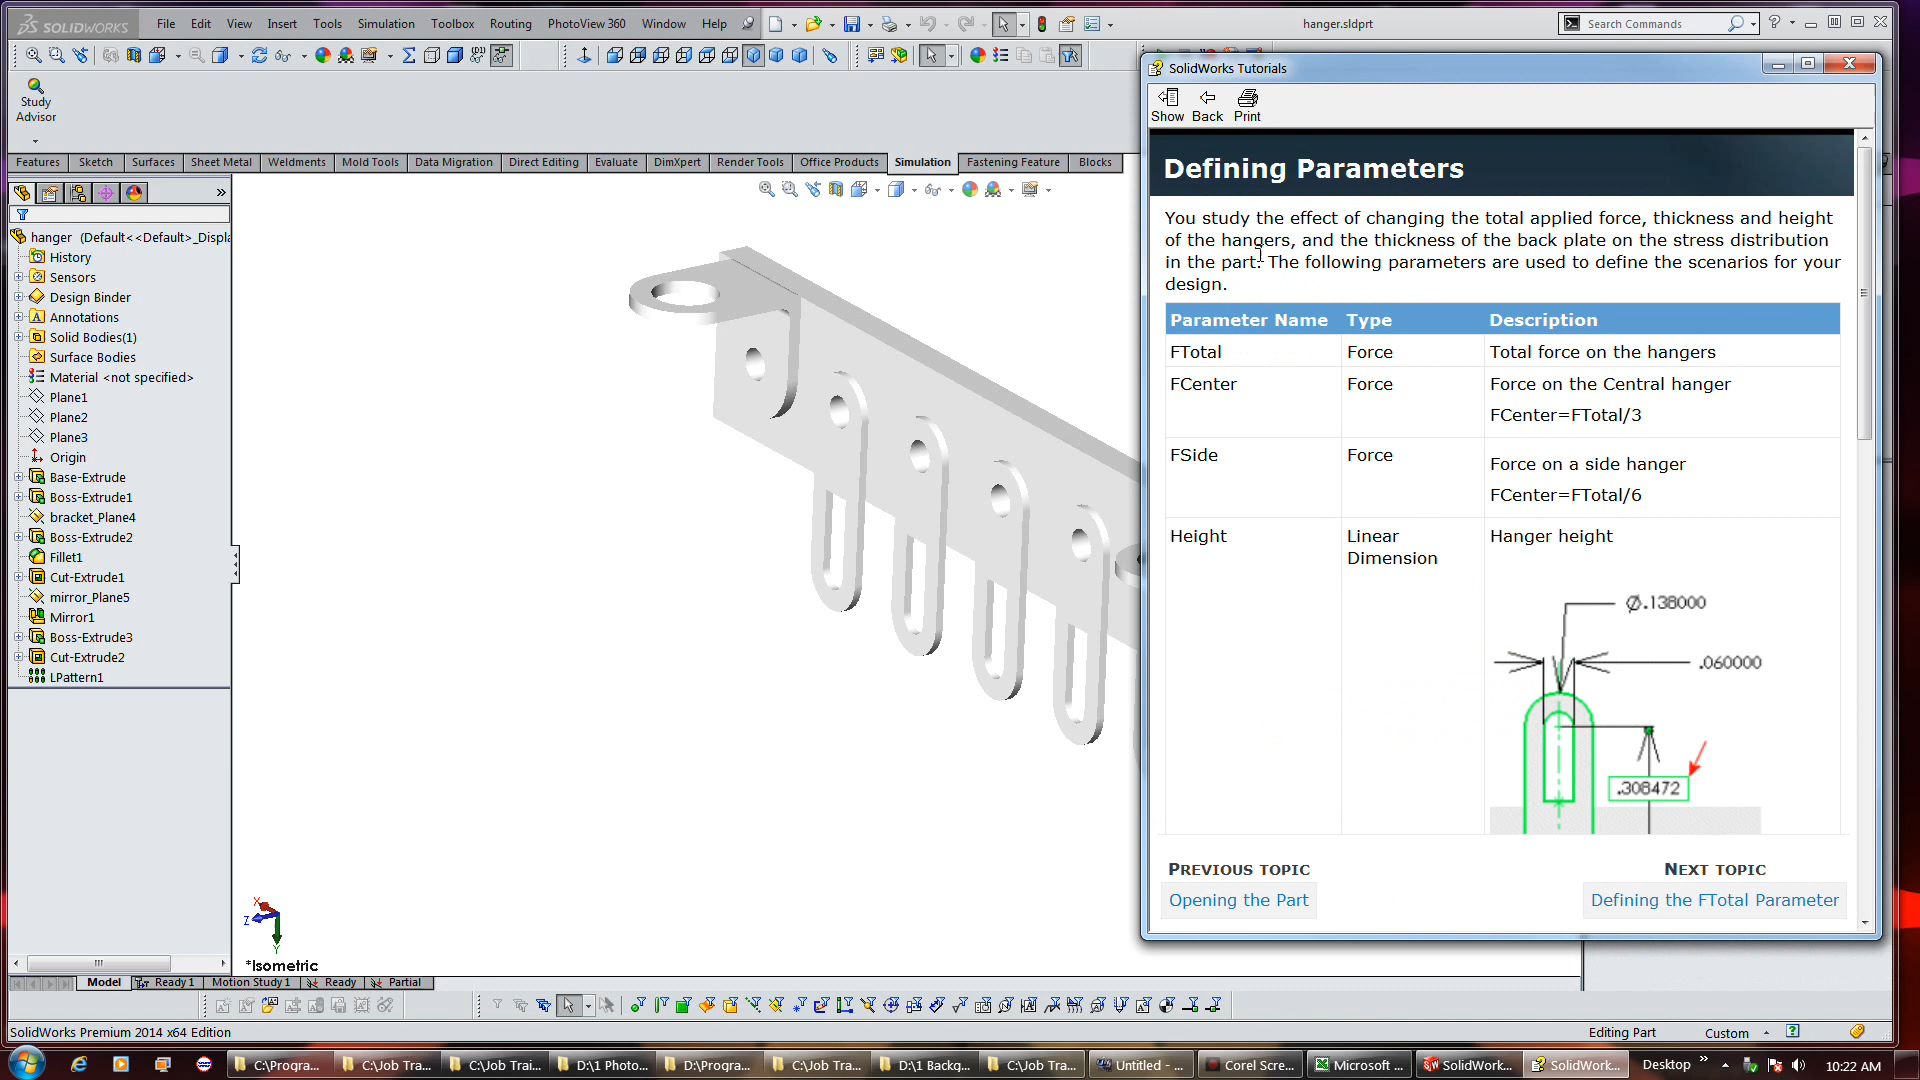 SOLIDWORKS
File Edit View Insert Tools Simulation Toolbox Routing PhotoView 360 Window Help
hanger.sldprt
Search Commands
Study
Advisor
Features Sketch Surfaces Sheet Metal Weldments Mold Tools Data Migration Direct Editing Evaluate DimXpert Render Tools Office Products Simulation Fastening Feature Blocks
hanger (Default<<Default>_Displa
History
Sensors
Design Binder
Annotations
Solid Bodies(1)
Surface Bodies
Material <not specified>
Plane1
Plane2
Plane3
Origin
Base-Extrude
Boss-Extrude1
bracket_Plane4
Boss-Extrude2
Fillet1
Cut-Extrude1
mirror_Plane5
Mirror1
Boss-Extrude3
Cut-Extrude2
LPattern1
X
Z
Y
*Isometric
SolidWorks Tutorials
Show Back Print
Defining Parameters
You study the effect of changing the total applied force, thickness and height
of the hangers, and the thickness of the back plate on the stress distribution
in the part. The following parameters are used to define the scenarios for your
design.
Parameter Name Type Description
FTotal Force Total force on the hangers
FCenter Force Force on the Central hanger
FCenter=FTotal/3
FSide Force Force on a side hanger
FCenter=FTotal/6
Height Linear Hanger height
Dimension
Ø.138000
.060000
.308472
PREVIOUS TOPIC NEXT TOPIC
Opening the Part Defining the FTotal Parameter
Model Ready 1 Motion Study 1 Ready Partial
SolidWorks Premium 2014 x64 Edition
Editing Part Custom
C:\Progra... C:\Job Tra... C:\Job Trai... D:\1 Photo... D:\Progra... C:\Job Tra... D:\1 Backg... C:\Job Tra... Untitled - ... Corel Scre... Microsoft ... SolidWork... SolidWork... Desktop 10:22 AM